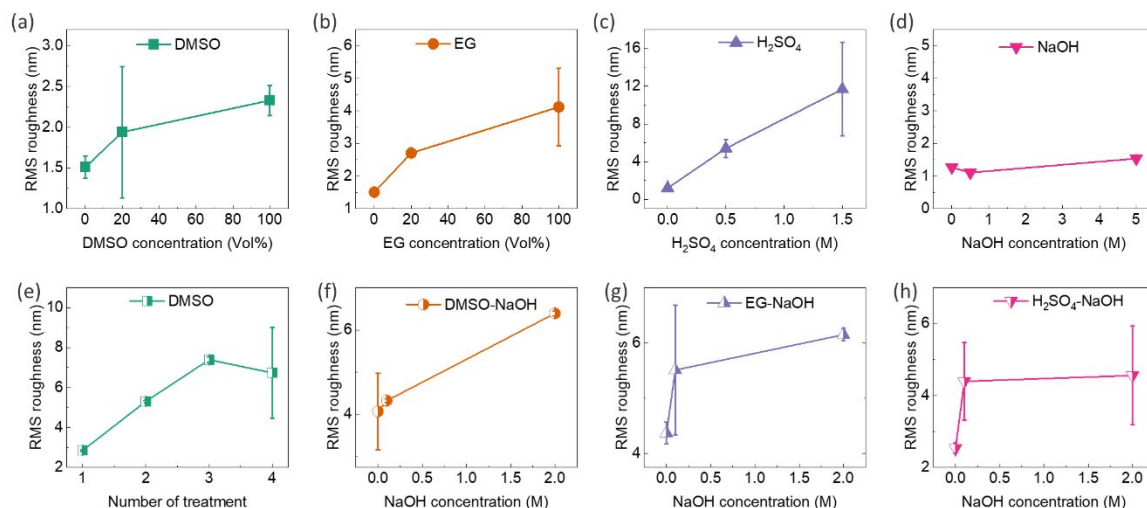 (a)
DMSO
RMS roughness (nm)
3.0
2.5
2.0
1.5
1.0
0 20 40 60 80 100
DMSO concentration (Vol%)
(b)
EG
RMS roughness (nm)
6
5
4
3
2
1
0 20 40 60 80 100
EG concentration (Vol%)
(c)
H₂SO₄
RMS roughness (nm)
16
12
8
4
0
0.0 0.5 1.0 1.5
H₂SO₄ concentration (M)
(d)
NaOH
RMS roughness (nm)
5
4
3
2
1
0
0 1 2 3 4 5
NaOH concentration (M)
(e)
DMSO
RMS roughness (nm)
10
8
6
4
2
1 2 3 4
Number of treatment
(f)
DMSO-NaOH
RMS roughness (nm)
6
4
0.0 0.5 1.0 1.5 2.0
NaOH concentration (M)
(g)
EG-NaOH
RMS roughness (nm)
6
4
0.0 0.5 1.0 1.5 2.0
NaOH concentration (M)
(h)
H₂SO₄-NaOH
RMS roughness (nm)
6
4
2
0.0 0.5 1.0 1.5 2.0
NaOH concentration (M)